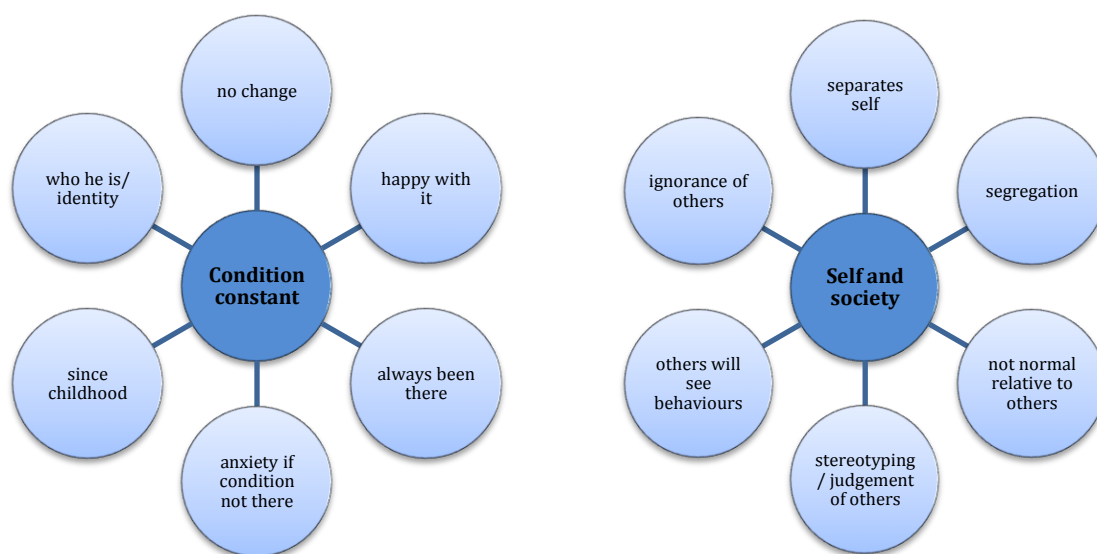 no change
happy with
it
always been
there
anxiety if
condition
not there
since
childhood
who he is/
identity
Condition
constant
separates
self
segregation
not normal
relative to
others
stereotyping
/ judgement
of others
others will
see
behaviours
ignorance of
others
Self and
society